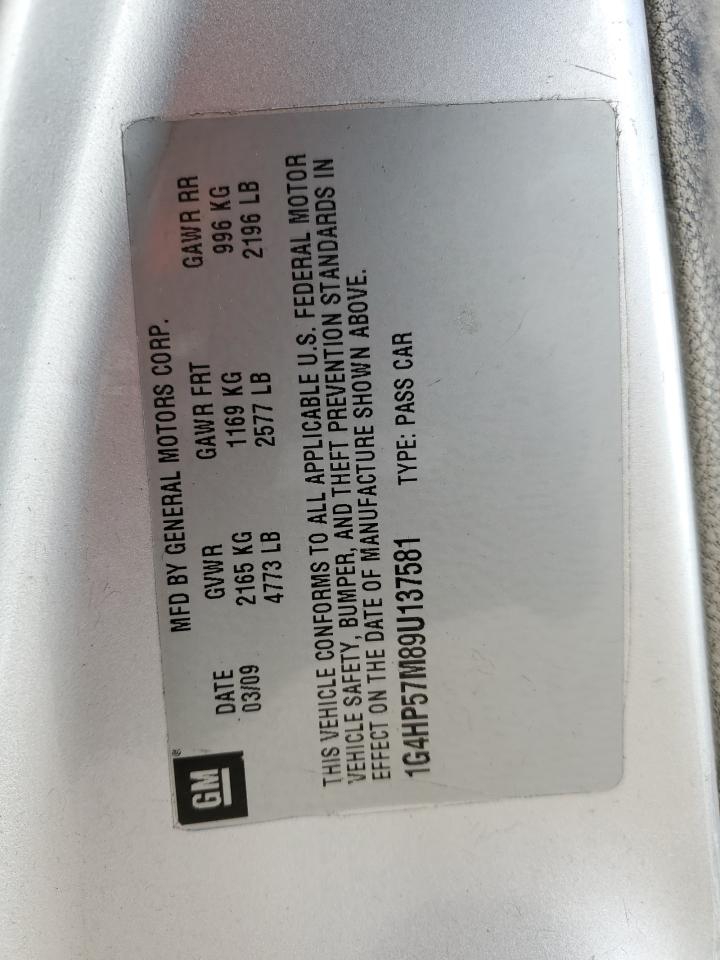 MFD BY GENERAL MOTORS CORP.
DATE GVWR GAWR FRT GAWR RR
03/09 2165 KG 1169 KG 996 KG
4773 LB 2577 LB 2196 LB
GM®
THIS VEHICLE CONFORMS TO ALL APPLICABLE U.S. FEDERAL MOTOR
VEHICLE SAFETY, BUMPER, AND THEFT PREVENTION STANDARDS IN
EFFECT ON THE DATE OF MANUFACTURE SHOWN ABOVE.
1G4HP57M89U137581 TYPE: PASS CAR